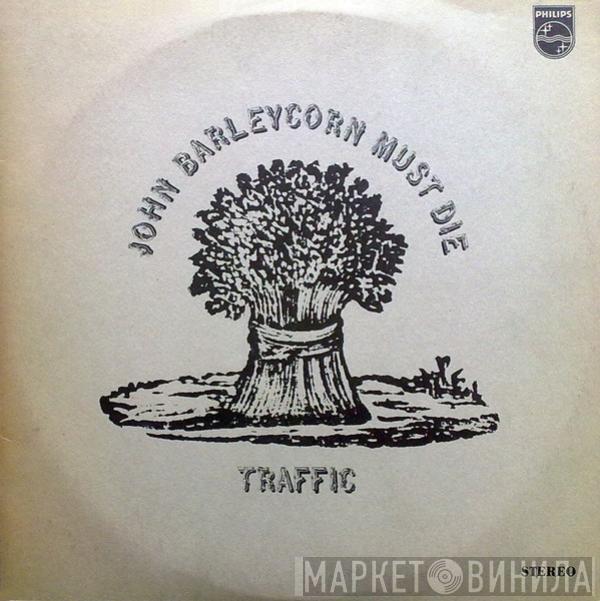 PHILIPS
JOHN BARLEYCORN MUST DIE
TRAFFIC
STEREO
МАРКЕТ ВИНИЛА